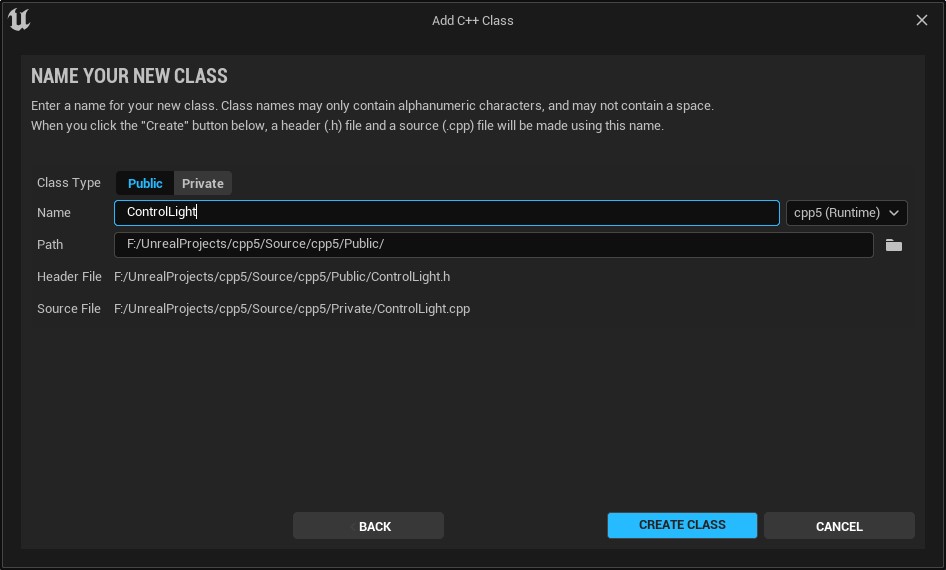 Add C++ Class
NAME YOUR NEW CLASS
Enter a name for your new class. Class names may only contain alphanumeric characters, and may not contain a space.
When you click the "Create" button below, a header (.h) file and a source (.cpp) file will be made using this name.
Class Type Public Private
Name ControlLight cpp5 (Runtime)
Path F:/UnrealProjects/cpp5/Source/cpp5/Public/
Header File F:/UnrealProjects/cpp5/Source/cpp5/Public/ControlLight.h
Source File F:/UnrealProjects/cpp5/Source/cpp5/Private/ControlLight.cpp
BACK CREATE CLASS CANCEL